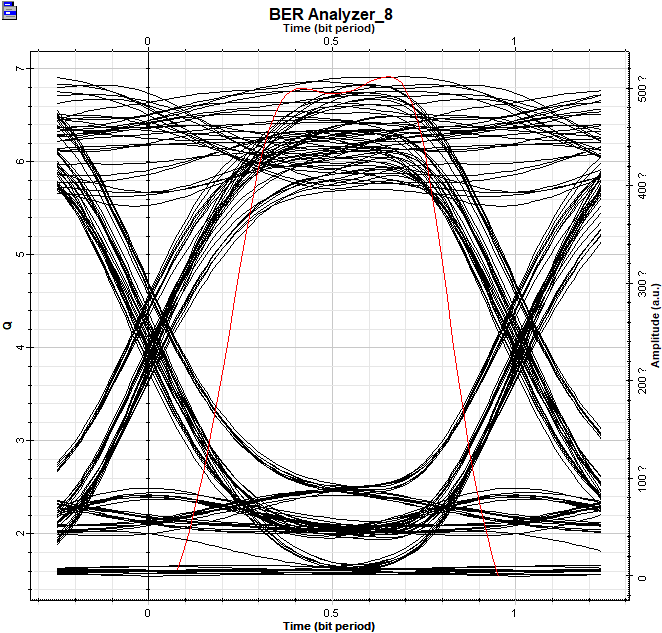 BER Analyzer_8
Time (bit period)
0 0.5 1
7
6
5
4
3
2
Q
500 ?
400 ?
300 ?
200 ?
100 ?
0
Amplitude (a.u.)
0 0.5 1
Time (bit period)